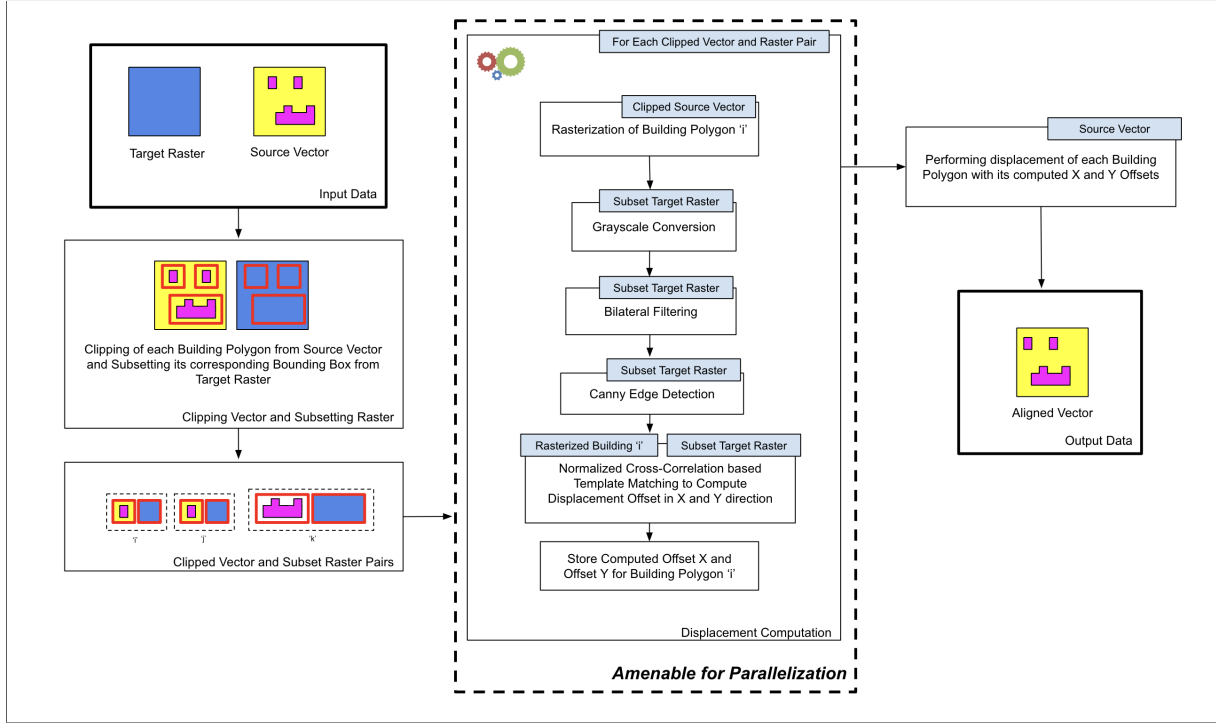 Target Raster
Source Vector
Input Data
Clipping of each Building Polygon from Source Vector
and Subsetting its corresponding Bounding Box from
Target Raster
Clipping Vector and Subsetting Raster
'i'
'j'
'k'
Clipped Vector and Subset Raster Pairs
For Each Clipped Vector and Raster Pair
Clipped Source Vector
Rasterization of Building Polygon 'i'
Subset Target Raster
Grayscale Conversion
Subset Target Raster
Bilateral Filtering
Subset Target Raster
Canny Edge Detection
Rasterized Building 'i'
Subset Target Raster
Normalized Cross-Correlation based
Template Matching to Compute
Displacement Offset in X and Y direction
Store Computed Offset X and
Offset Y for Building Polygon 'i'
Displacement Computation
Amenable for Parallelization
Source Vector
Performing displacement of each Building
Polygon with its computed X and Y Offsets
Aligned Vector
Output Data